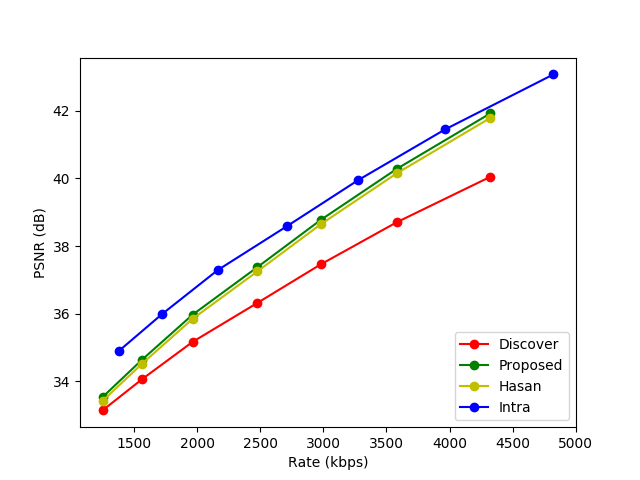 42
40
38
36
34
PSNR (dB)
1500 2000 2500 3000 3500 4000 4500 5000
Rate (kbps)
Discover
Proposed
Hasan
Intra